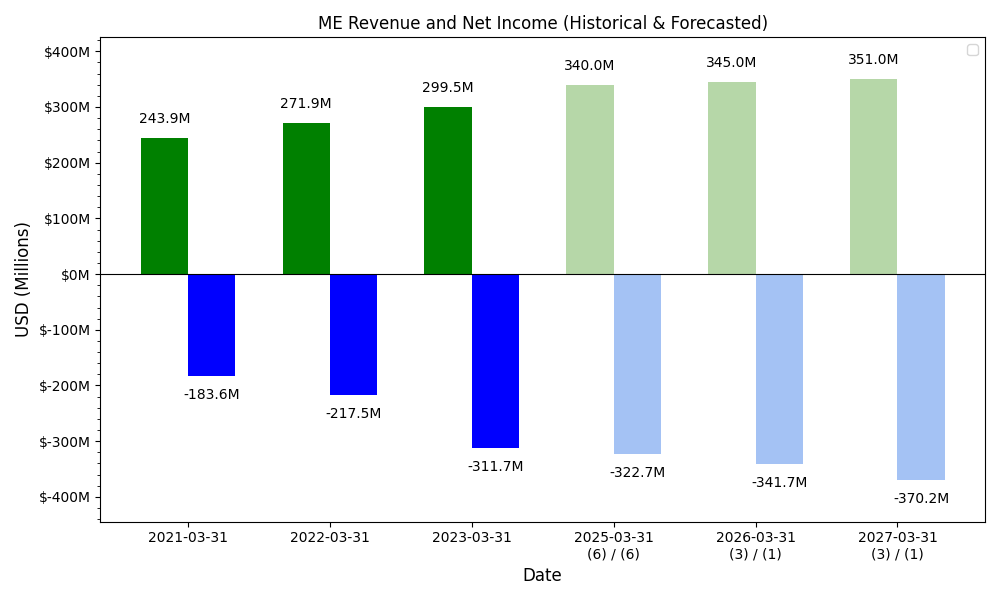 ME Revenue and Net Income (Historical & Forecasted)
USD (Millions)
$400M
$300M
$200M
$100M
$0M
$-100M
$-200M
$-300M
$-400M
243.9M
271.9M
299.5M
340.0M
345.0M
351.0M
-183.6M
-217.5M
-311.7M
-322.7M
-341.7M
-370.2M
2021-03-31
2022-03-31
2023-03-31
2025-03-31
(6) / (6)
2026-03-31
(3) / (1)
2027-03-31
(3) / (1)
Date